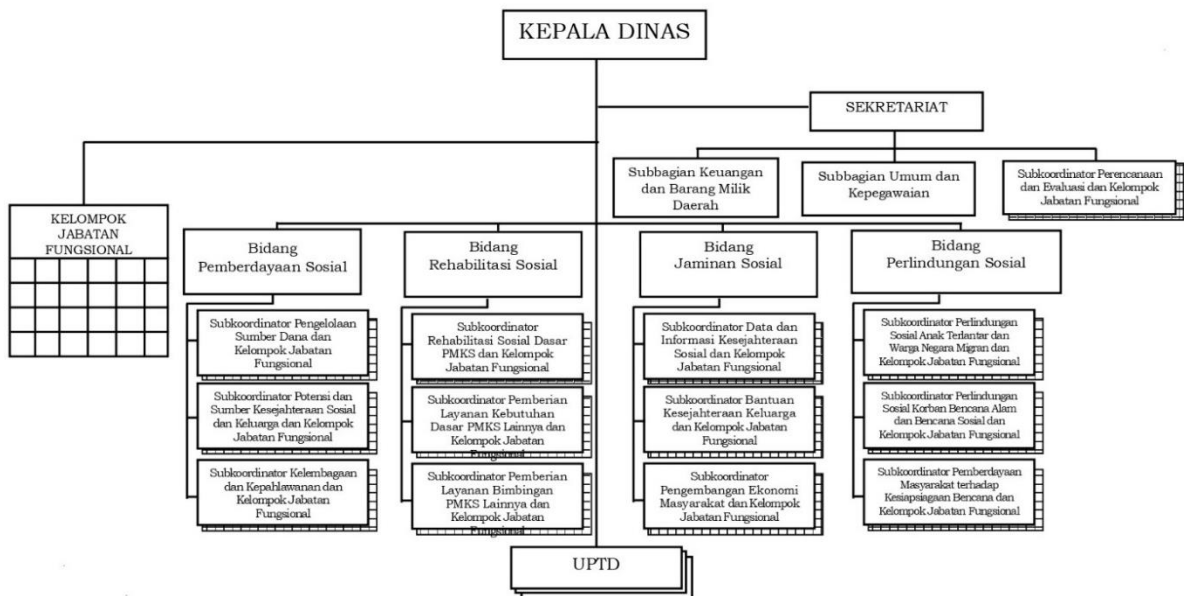 KEPALA DINAS
SEKRETARIAT
Subbagian Keuangan
dan Barang Milik
Daerah
Subbagian Umum dan
Kepegawaian
Subkoordinator Perencanaan
dan Evaluasi dan Kelompok
Jabatan Fungsional
KELOMPOK
JABATAN
FUNGSIONAL
Bidang
Pemberdayaan Sosial
Subkoordinator Pengelolaan
Sumber Dana dan
Kelompok Jabatan
Fungsional
Subkoordinator Potensi dan
Sumber Kesejahteraan Sosial
dan Keluarga dan Kelompok
Jabatan Fungsional
Subkoordinator Kelembagaan
dan Kepahlawanan dan
Kelompok Jabatan
Fungsional
Bidang
Rehabilitasi Sosial
Subkoordinator
Rehabilitasi Sosial Dasar
PMKS dan Kelompok
Jabatan Fungsional
Subkoordinator Pemberian
Layanan Kebutuhan
Dasar PMKS Lainnya dan
Kelompok Jabatan
Fungsional
Subkoordinator Pemberian
Layanan Bimbingan
PMKS Lainnya dan
Kelompok Jabatan
Fungsional
Bidang
Jaminan Sosial
Subkoordinator Data dan
Informasi Kesejahteraan
Sosial dan Kelompok
Jabatan Fungsional
Subkoordinator Bantuan
Kesejahteraan Keluarga
dan Kelompok Jabatan
Fungsional
Subkoordinator
Pengembangan Ekonomi
Masyarakat dan Kelompok
Jabatan Fungsional
Bidang
Perlindungan Sosial
Subkoordinator Perlindungan
Sosial Anak Terlantar dan
Warga Negara Migran dan
Kelompok Jabatan Fungsional
Subkoordinator Perlindungan
Sosial Korban Bencana Alam
dan Bencana Sosial dan
Kelompok Jabatan Fungsional
Subkoordinator Pemberdayaan
Masyarakat terhadap
Kesiapsiagaan Bencana dan
Kelompok Jabatan Fungsional
UPTD